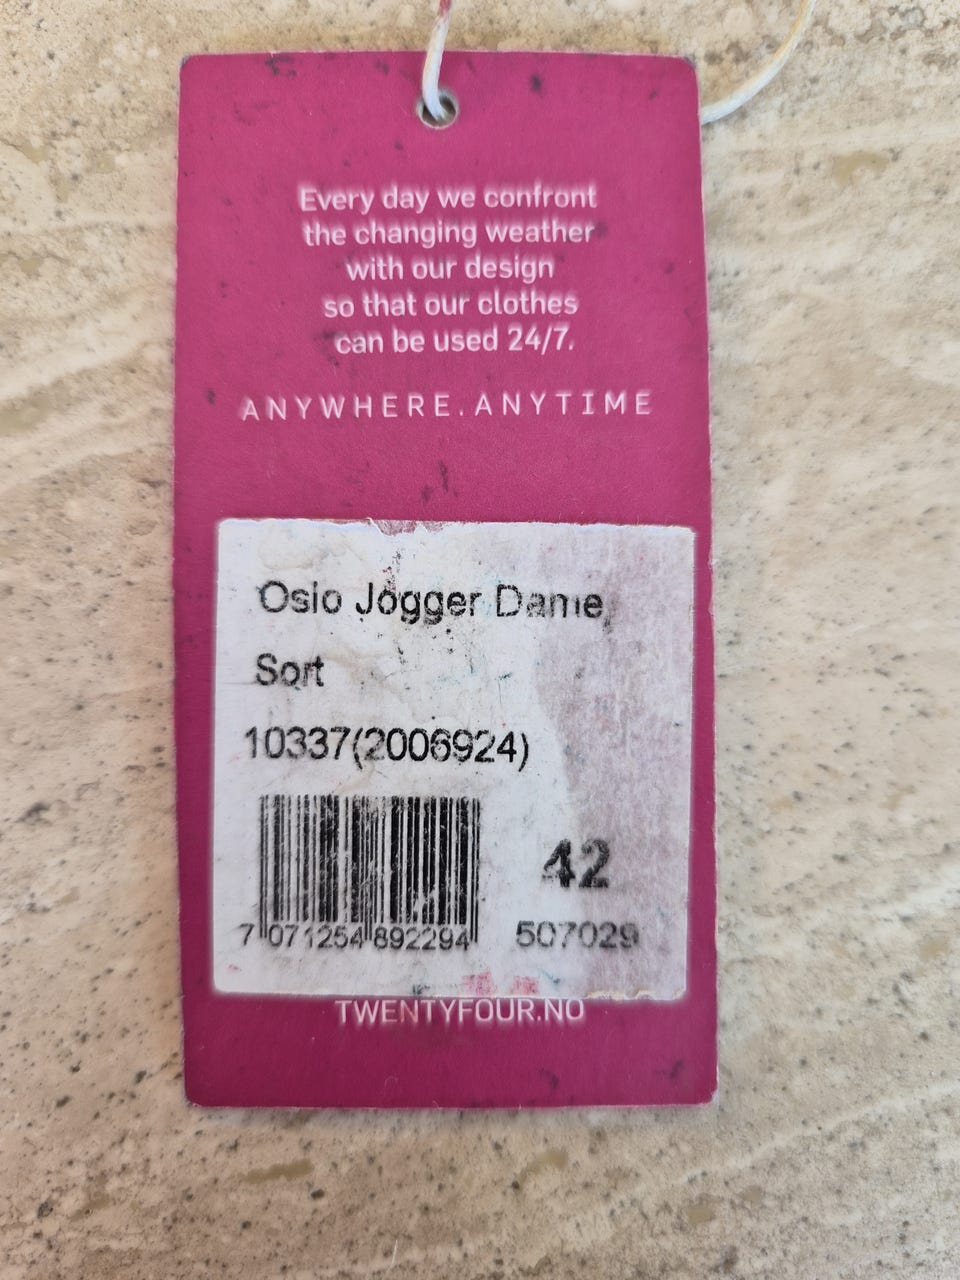 Every day we confront
the changing weather
with our design
so that our clothes
can be used 24/7.
ANYWHERE.ANYTIME
Oslo Jogger Dame
Sort
10337(2006924)
42
7 071254 892294
507029
TWENTYFOUR.NO